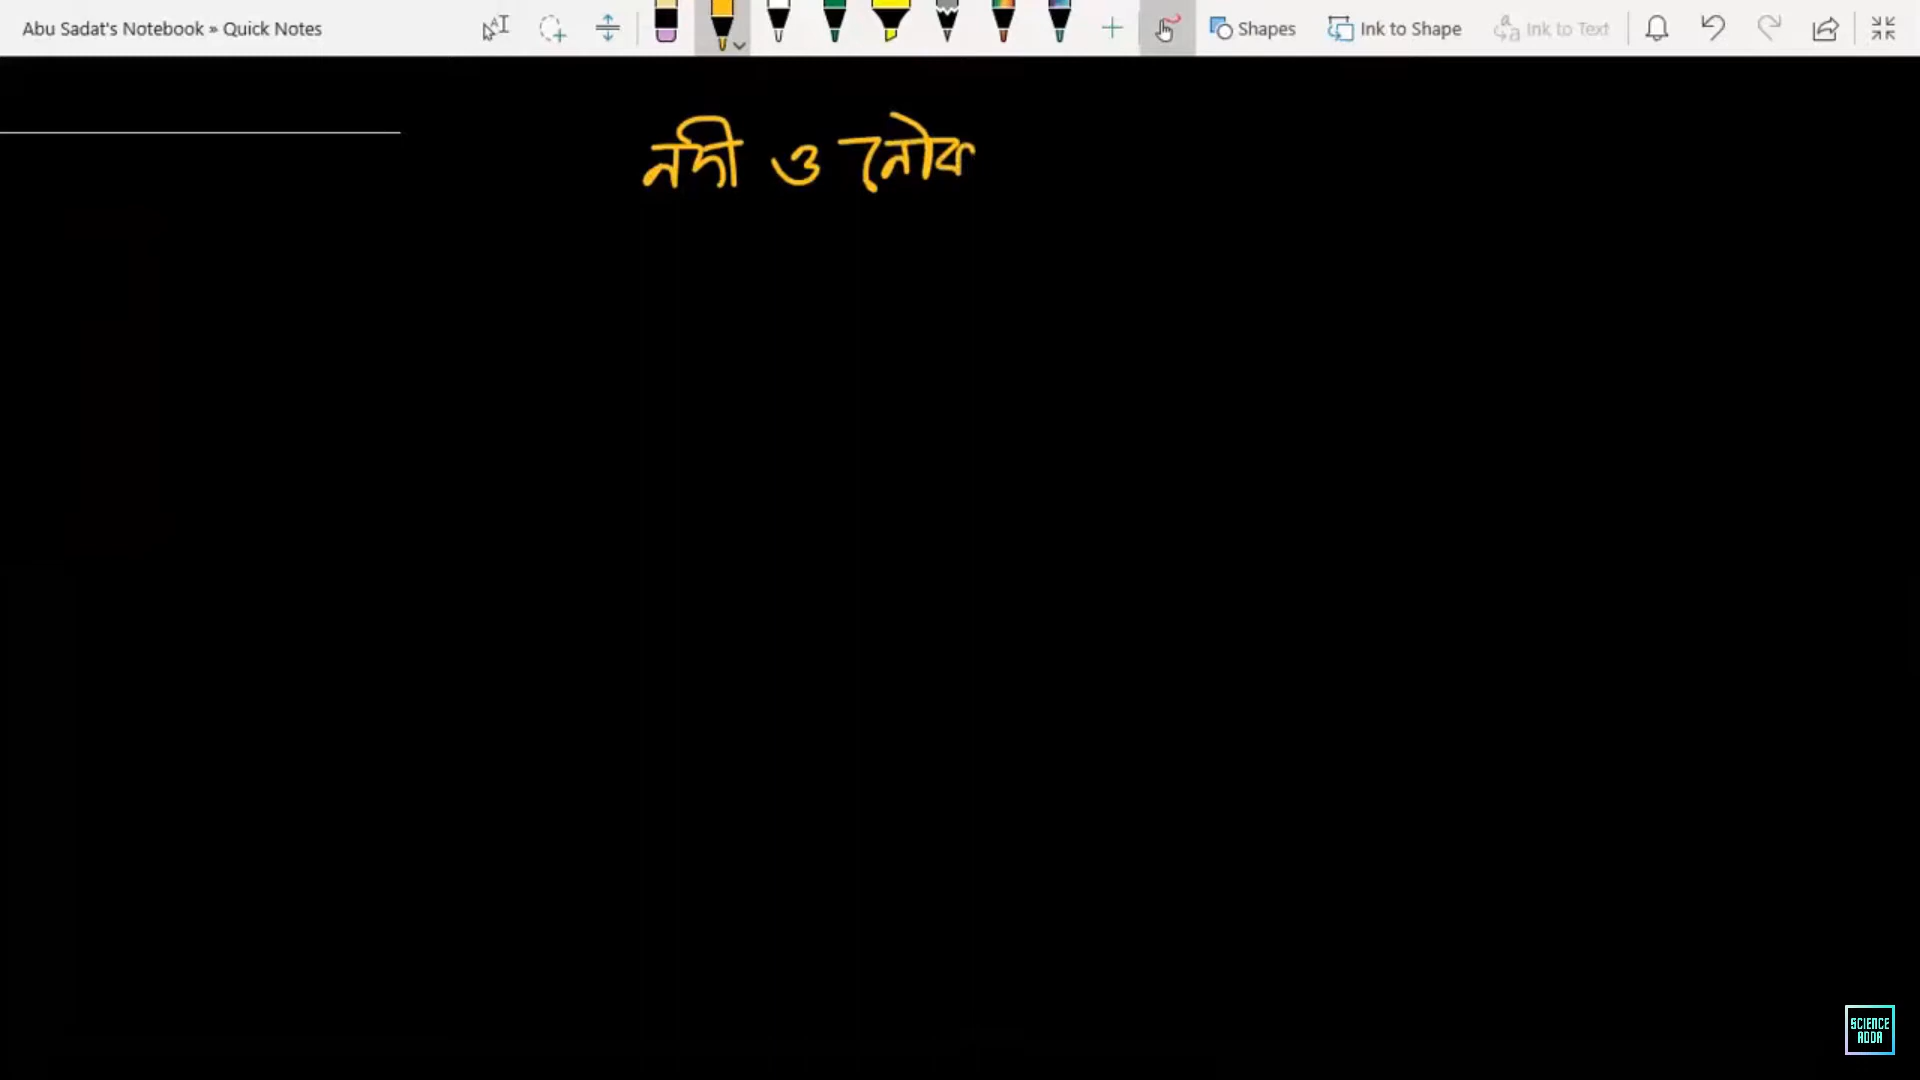 Abu Sadat's Notebook » Quick Notes
Shapes
Ink to Shape
Ink to Text
নদী ও নৌক
SCIENCE
ADDA